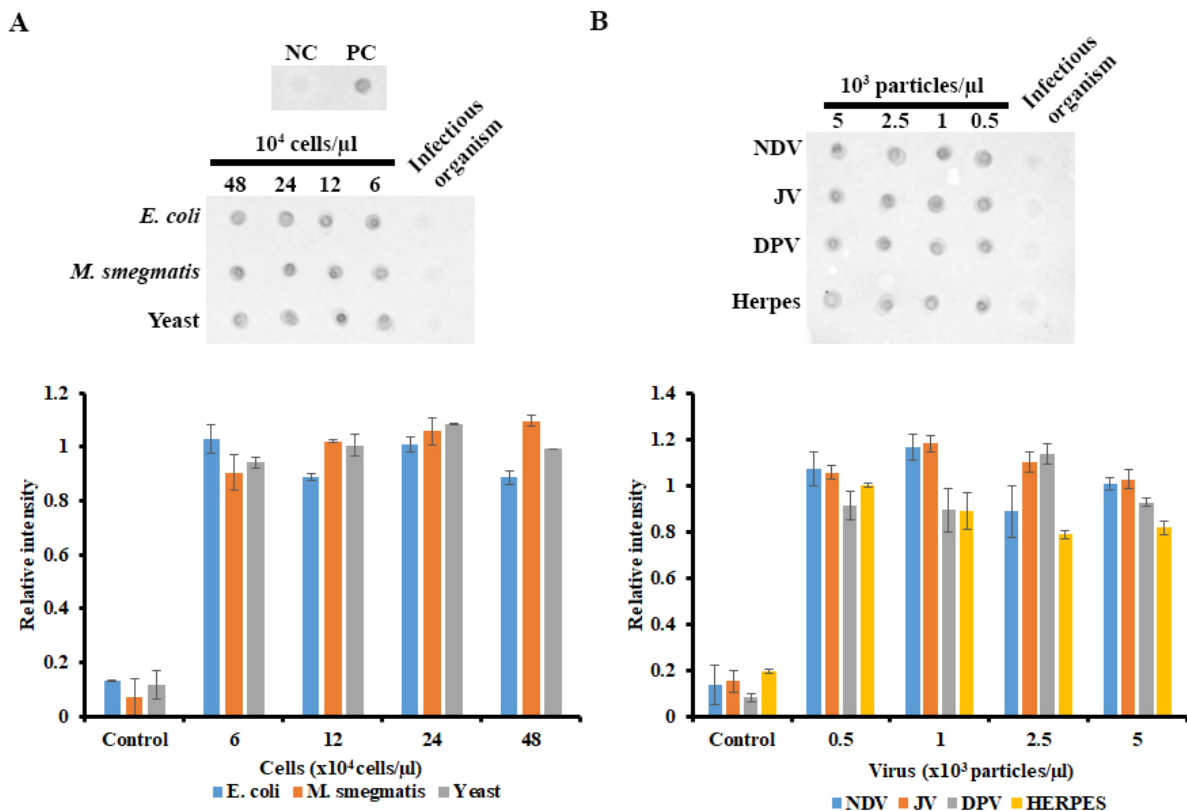 A
NC PC
10⁴ cells/µl
Infectious organism
48 24 12 6
E. coli
M. smegmatis
Yeast
1.2
1
0.8
0.6
0.4
0.2
0
Relative intensity
Control 6 12 24 48
Cells (x10⁴ cells/µl)
E. coli M. smegmatis Yeast
B
10³ particles/µl
Infectious organism
5 2.5 1 0.5
NDV
JV
DPV
Herpes
1.4
1.2
1
0.8
0.6
0.4
0.2
0
Relative intensity
Control 0.5 1 2.5 5
Virus (x10³ particles/µl)
NDV JV DPV HERPES